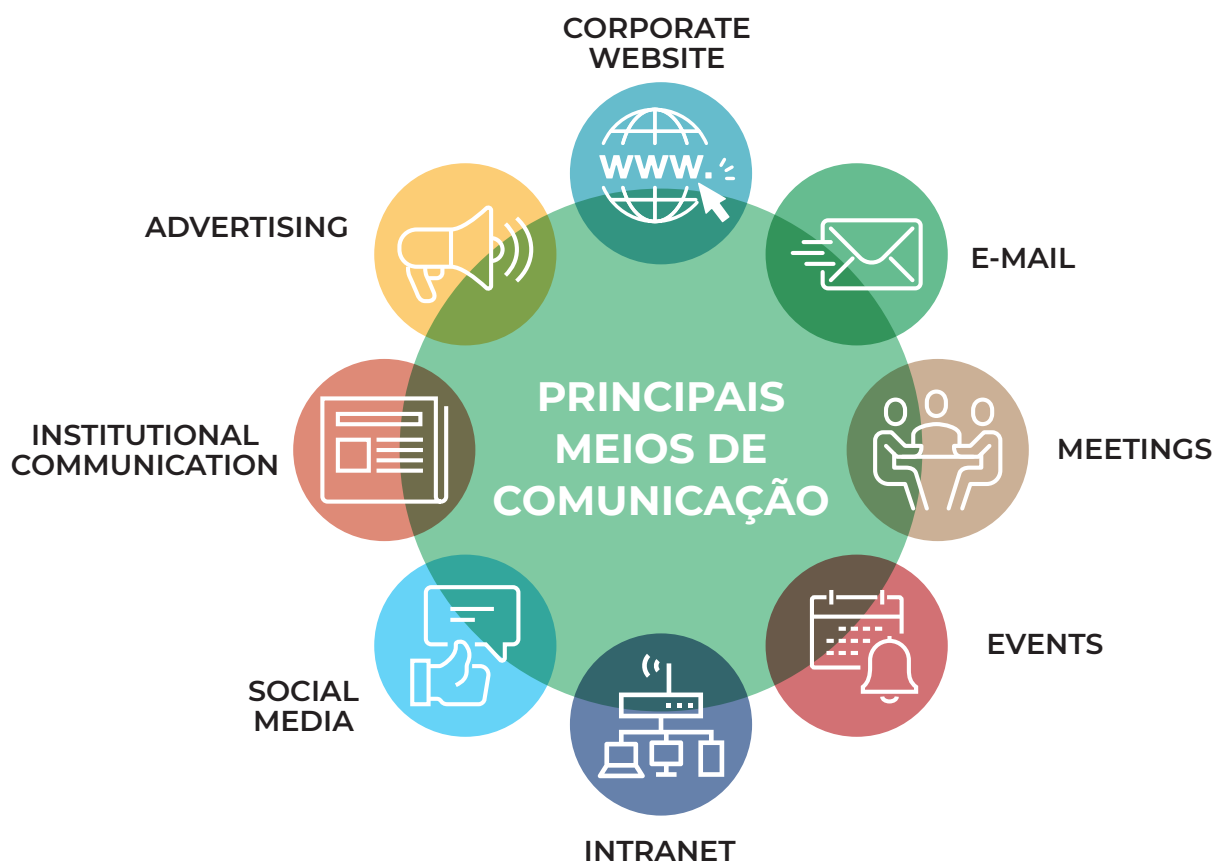 CORPORATE
WEBSITE
www.
ADVERTISING
E-MAIL
PRINCIPAIS
MEIOS DE
COMUNICAÇÃO
INSTITUTIONAL
COMMUNICATION
MEETINGS
EVENTS
SOCIAL
MEDIA
INTRANET